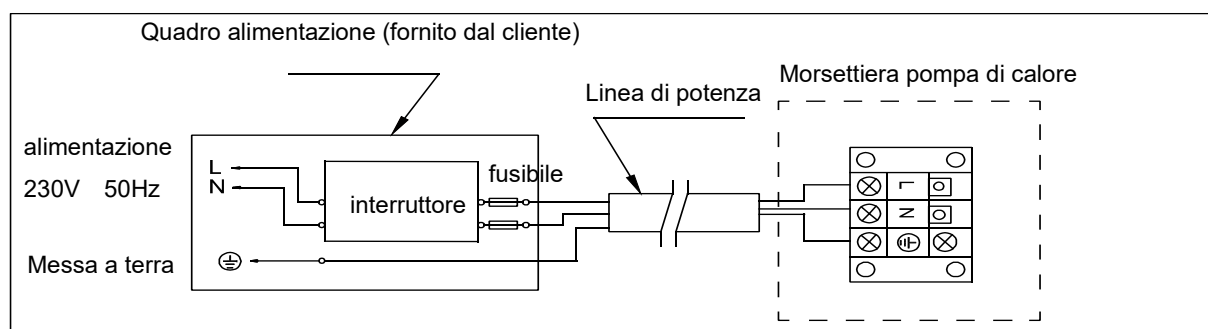 Quadro alimentazione (fornito dal cliente)
Morsettiera pompa di calore
Linea di potenza
alimentazione
230V 50Hz
L
N
fusibile
interruttore
Messa a terra
L
N